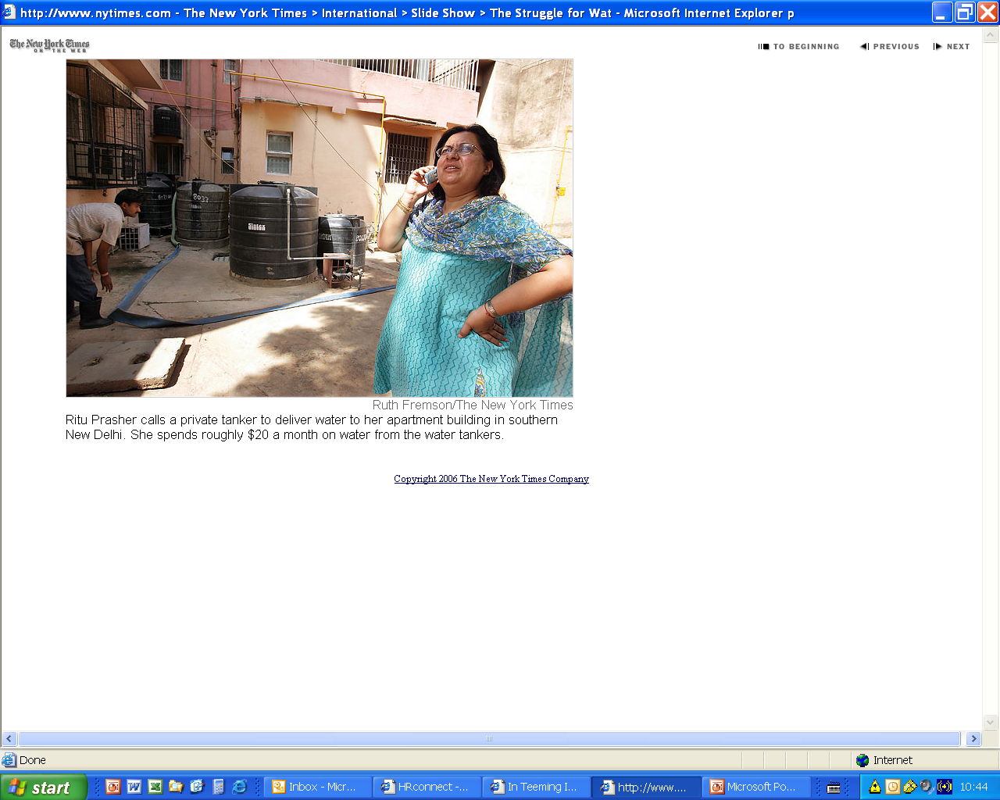 http://www.nytimes.com - The New York Times > International > Slide Show > The Struggle for Wat - Microsoft Internet Explorer p
The New York Times
ON THE WEB
TO BEGINNING PREVIOUS NEXT
8033
Sintex
Ruth Fremson/The New York Times
Ritu Prasher calls a private tanker to deliver water to her apartment building in southern
New Delhi. She spends roughly $20 a month on water from the water tankers.
Copyright 2006 The New York Times Company
Done Internet
start Inbox - Micr... HRconnect -... In Teeming I... http://www.... Microsoft Po... 10:44